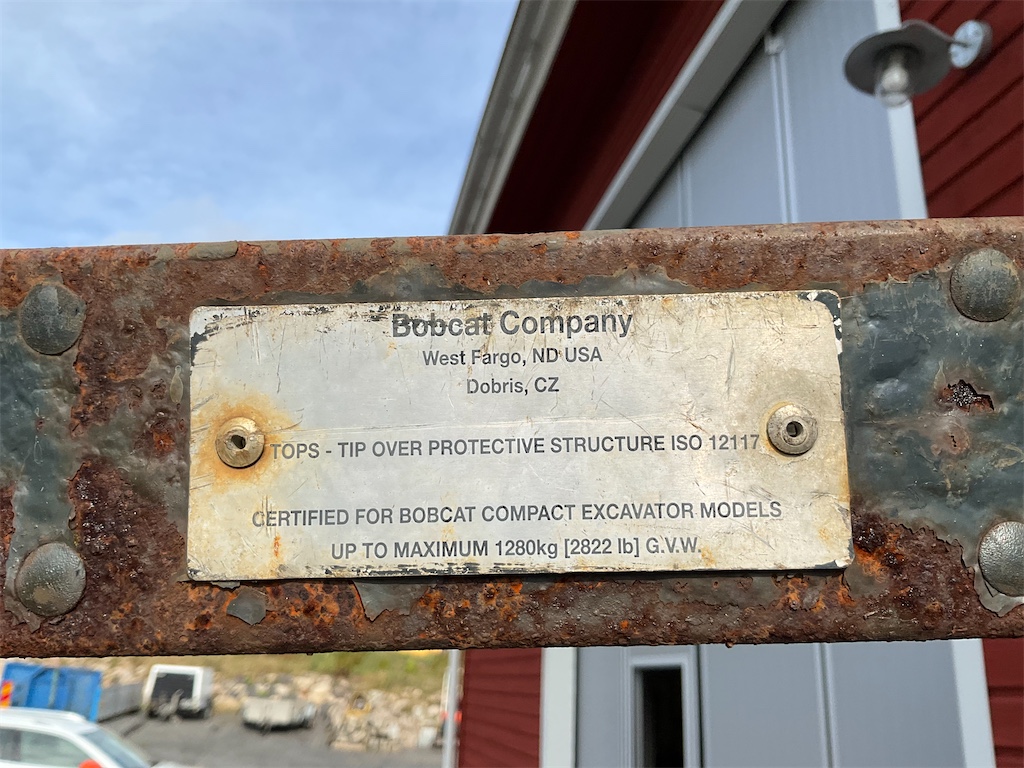 Bobcat Company
West Fargo, ND USA
Dobris, CZ
TOPS - TIP OVER PROTECTIVE STRUCTURE ISO 12117
CERTIFIED FOR BOBCAT COMPACT EXCAVATOR MODELS
UP TO MAXIMUM 1280kg [2822 lb] G.V.W.